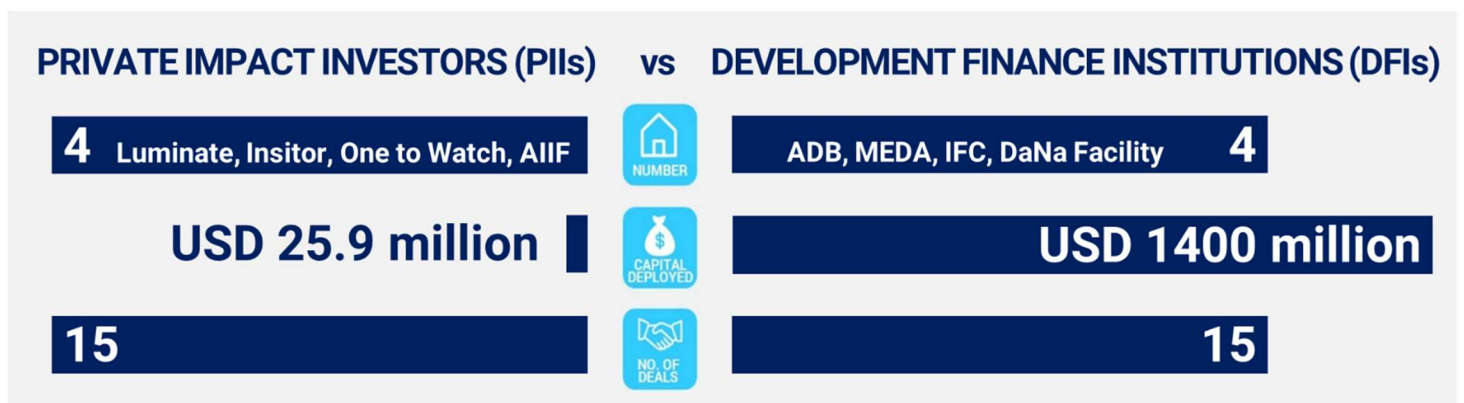 PRIVATE IMPACT INVESTORS (PIIs) vs DEVELOPMENT FINANCE INSTITUTIONS (DFIs)
4 Luminate, Insitor, One to Watch, AIIF
NUMBER
ADB, MEDA, IFC, DaNa Facility 4
USD 25.9 million
$
CAPITAL
DEPLOYED
USD 1400 million
15
NO. OF
DEALS
15